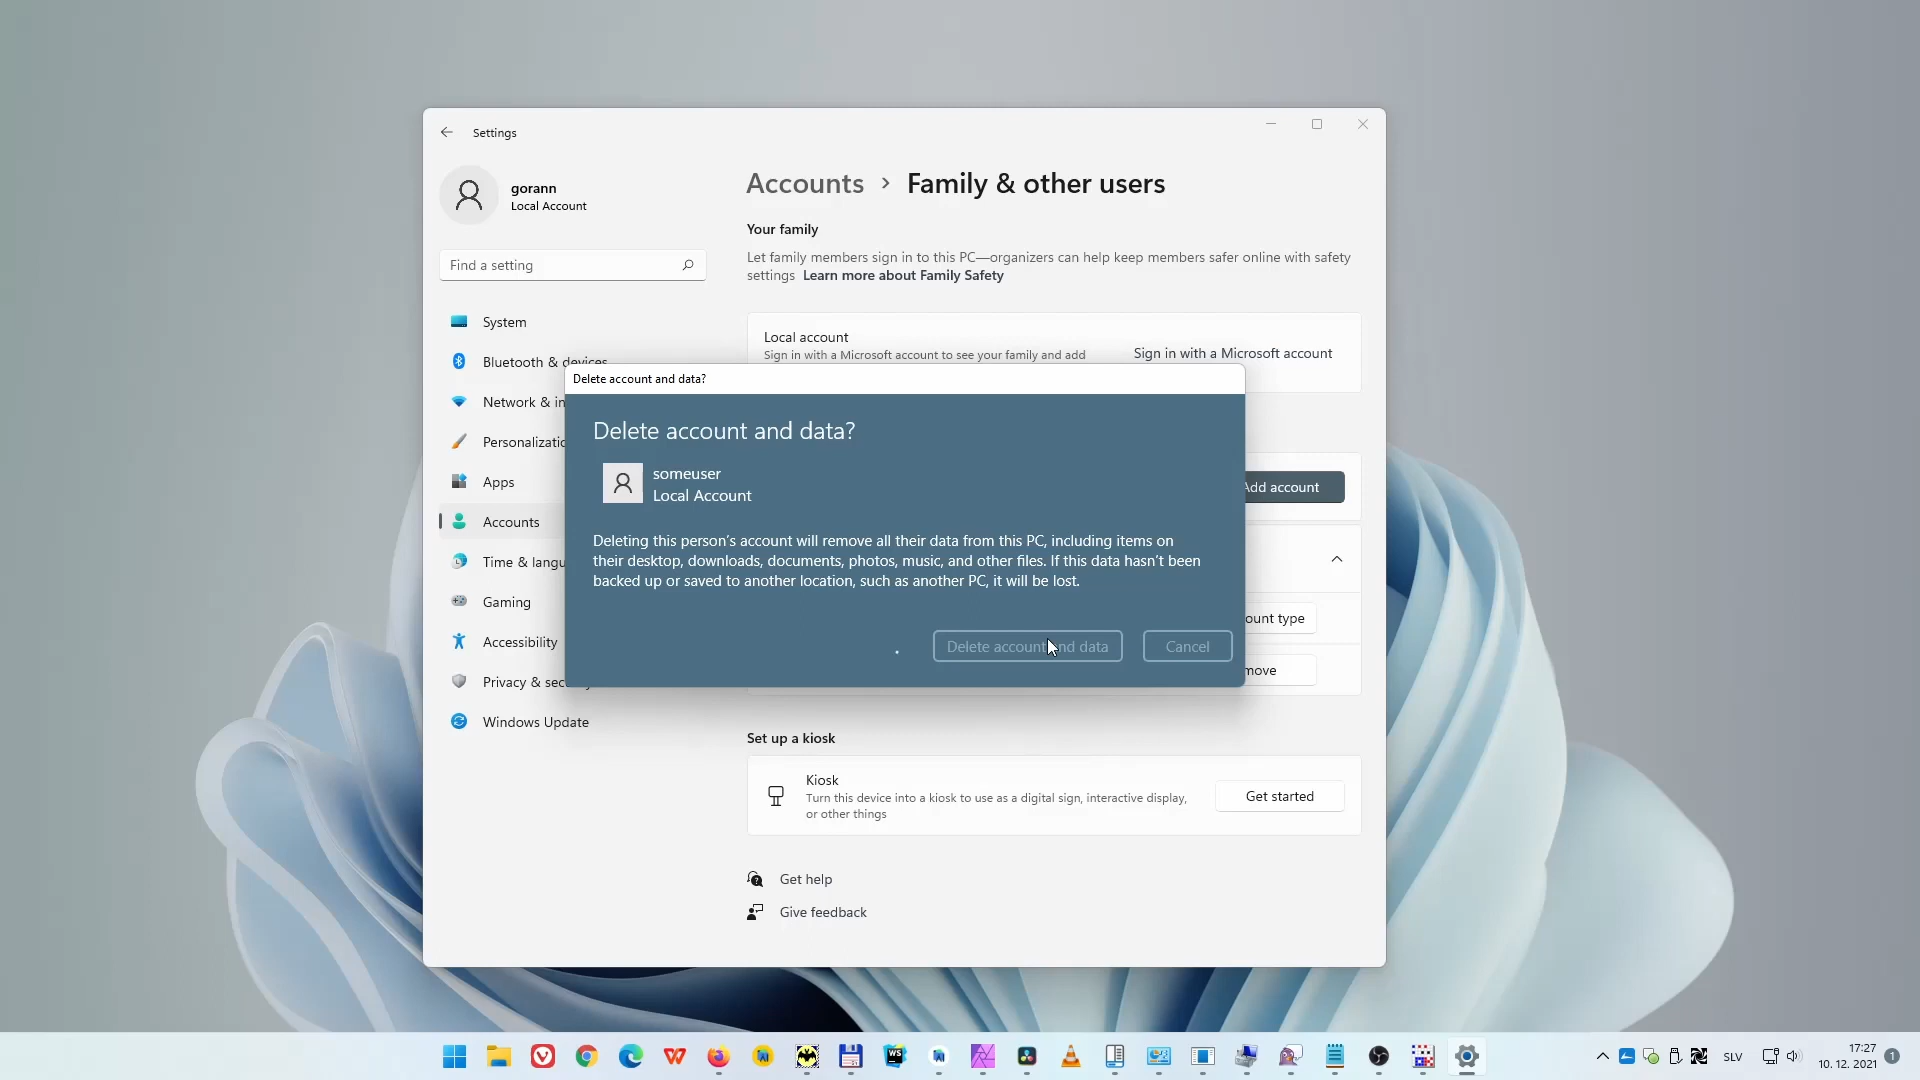 Settings
gorann
Local Account
Find a setting
System
Bluetooth & devices
Network & in
Personalizatio
Apps
Accounts
Time & langu
Gaming
Accessibility
Privacy & sec
Windows Update
Accounts > Family & other users
Your family
Let family members sign in to this PC—organizers can help keep members safer online with safety
settings Learn more about Family Safety
Local account
Sign in with a Microsoft account to see your family and add
Sign in with a Microsoft account
Delete account and data?
Delete account and data?
someuser
Local Account
Deleting this person's account will remove all their data from this PC, including items on
their desktop, downloads, documents, photos, music, and other files. If this data hasn't been
backed up or saved to another location, such as another PC, it will be lost.
Delete account and data
Cancel
Add account
ount type
move
Set up a kiosk
Kiosk
Turn this device into a kiosk to use as a digital sign, interactive display,
or other things
Get started
Get help
Give feedback
WS
SLV
17:27
10. 12. 2021
1